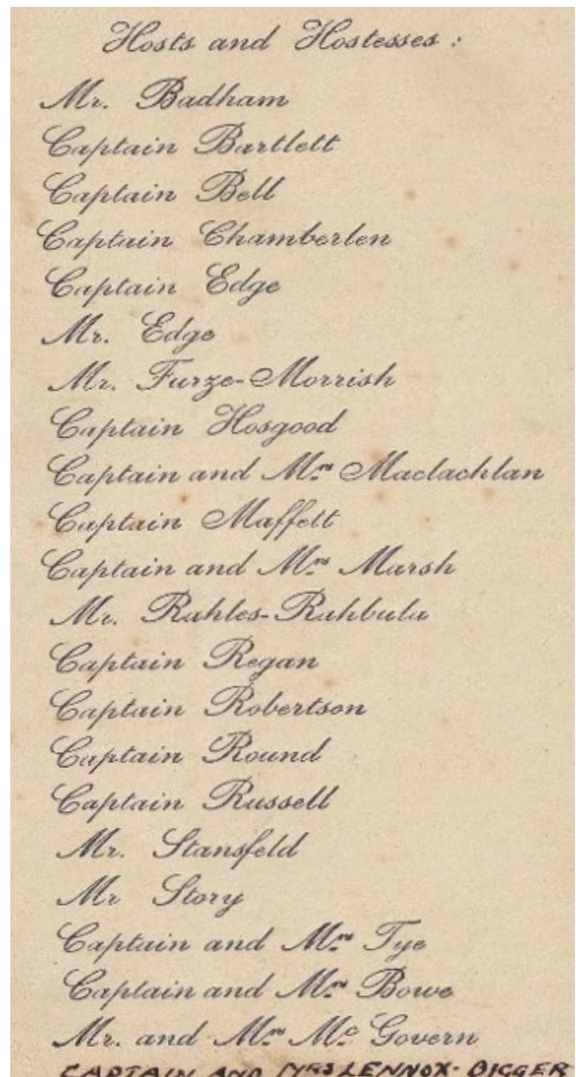 Hosts and Hostesses :
Mr. Badham
Captain Bartlett
Captain Bell
Captain Chamberlen
Captain Edge
Mr. Edge
Mr. Furze-Morrish
Captain Hosgood
Captain and Mrs Maclachlan
Captain Maffett
Captain and Mrs Marsh
Mr. Rahles-Rahbula
Captain Regan
Captain Robertson
Captain Round
Captain Russell
Mr. Stansfeld
Mr Story
Captain and Mrs Tye
Captain and Mrs Bowe
Mr. and Mrs Mc Govern
CAPTAIN AND MRS LENNOX-BIGGER